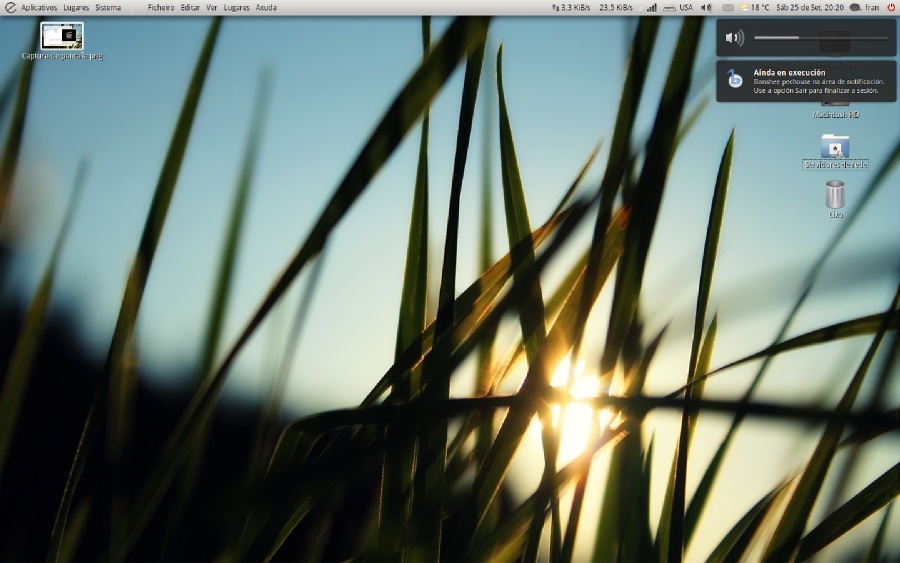 Aplicativos Lugares Sistema Ficheiro Editar Ver Lugares Axuda 3,3 KiB/s 23,5 KiB/s USA 18 °C Sáb 25 de Set, 20:20 fran
Captura de pantalla.png
Ainda en execución
Banshee pechouse na área de notificación.
Use a opción Sair para finalizar a sesión.
Macintosh HD
Servidores de rede
Lixo